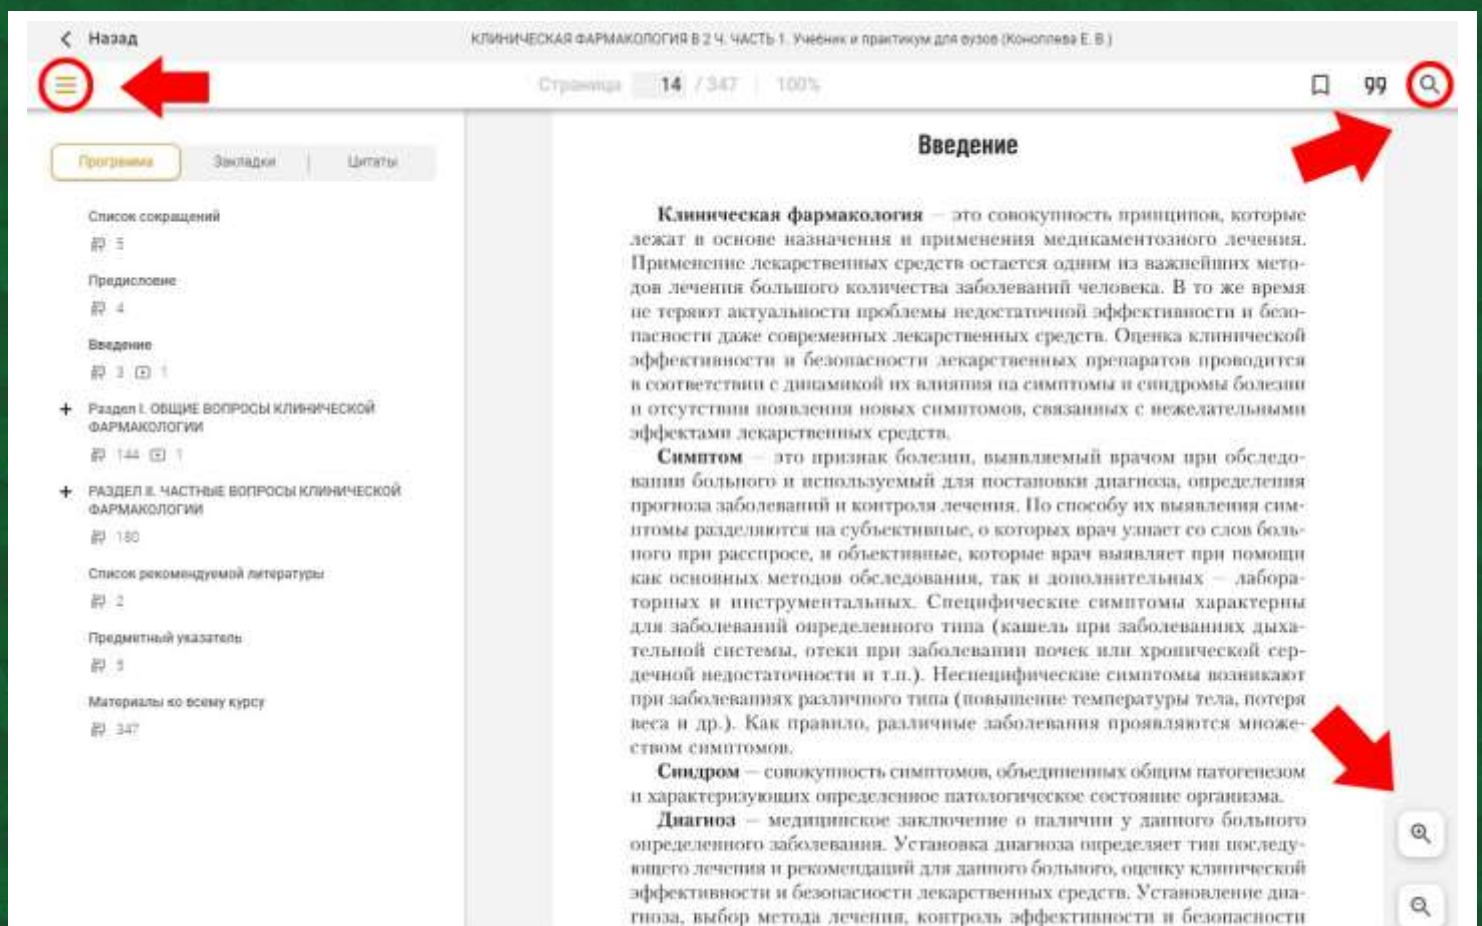 Назад
КЛИНИЧЕСКАЯ ФАРМАКОЛОГИЯ В 2 Ч. ЧАСТЬ 1. Учебник и практикум для вузов (Коноплева Е. В.)
Страница 14 / 347 | 100%
99
Программа Закладки | Цитаты
Список сокращений
5
Предисловие
4
Введение
3 1
+ Раздел I. ОБЩИЕ ВОПРОСЫ КЛИНИЧЕСКОЙ
ФАРМАКОЛОГИИ
144 1
+ РАЗДЕЛ II. ЧАСТНЫЕ ВОПРОСЫ КЛИНИЧЕСКОЙ
ФАРМАКОЛОГИИ
180
Список рекомендуемой литературы
2
Предметный указатель
5
Материалы ко всему курсу
347
Введение
Клиническая фармакология — это совокупность принципов, которые
лежат в основе назначения и применения медикаментозного лечения.
Применение лекарственных средств остается одним из важнейших мето-
дов лечения большого количества заболеваний человека. В то же время
не теряют актуальности проблемы недостаточной эффективности и безо-
пасности даже современных лекарственных средств. Оценка клинической
эффективности и безопасности лекарственных препаратов проводится
в соответствии с динамикой их влияния на симптомы и синдромы болезни
и отсутствии появления новых симптомов, связанных с нежелательными
эффектами лекарственных средств.
Симптом — это признак болезни, выявляемый врачом при обследо-
вании больного и используемый для постановки диагноза, определения
прогноза заболеваний и контроля лечения. По способу их выявления сим-
птомы разделяются на субъективные, о которых врач узнает со слов боль-
ного при расспросе, и объективные, которые врач выявляет при помощи
как основных методов обследования, так и дополнительных — лабора-
торных и инструментальных. Специфические симптомы характерны
для заболеваний определенного типа (кашель при заболеваниях дыха-
тельной системы, отеки при заболевании почек или хронической сер-
дечной недостаточности и т.п.). Неспецифические симптомы возникают
при заболеваниях различного типа (повышение температуры тела, потеря
веса и др.). Как правило, различные заболевания проявляются множе-
ством симптомов.
Синдром — совокупность симптомов, объединенных общим патогенезом
и характеризующих определенное патологическое состояние организма.
Диагноз — медицинское заключение о наличии у данного больного
определенного заболевания. Установка диагноза определяет тип последу-
ющего лечения и рекомендаций для данного больного, оценку клинической
эффективности и безопасности лекарственных средств. Установление диа-
гноза, выбор метода лечения, контроль эффективности и безопасности